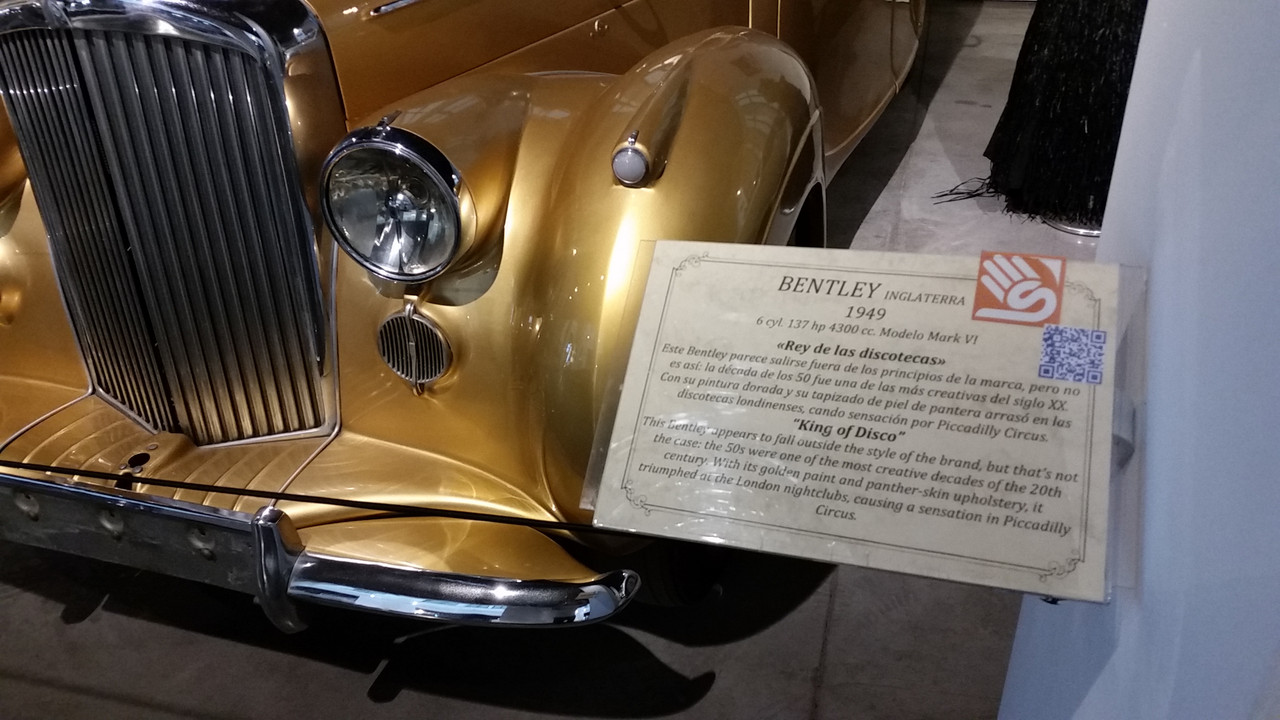 BENTLEY INGLATERRA
1949
6 cyl. 137 hp 4300 cc. Modelo Mark VI
«Rey de las discotecas»
Este Bentley parece salirse fuera de los principios de la marca, pero no
es así: la década de los 50 fue una de las más creativas del siglo XX.
Con su pintura dorada y su tapizado de piel de pantera arrasó en las
discotecas londinenses, cando sensación por Piccadilly Circus.
"King of Disco"
This Bentley appears to fall outside the style of the brand, but that's not
the case: the 50s were one of the most creative decades of the 20th
century. With its golden paint and panther-skin upholstery, it
triumphed at the London nightclubs, causing a sensation in Piccadilly
Circus.